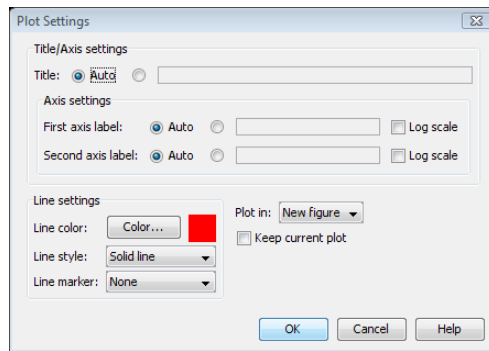 Plot Settings
Title/Axis settings
Title: Auto
Axis settings
First axis label: Auto Log scale
Second axis label: Auto Log scale
Line settings
Line color: Color...
Line style: Solid line
Line marker: None
Plot in: New figure
Keep current plot
OK Cancel Help